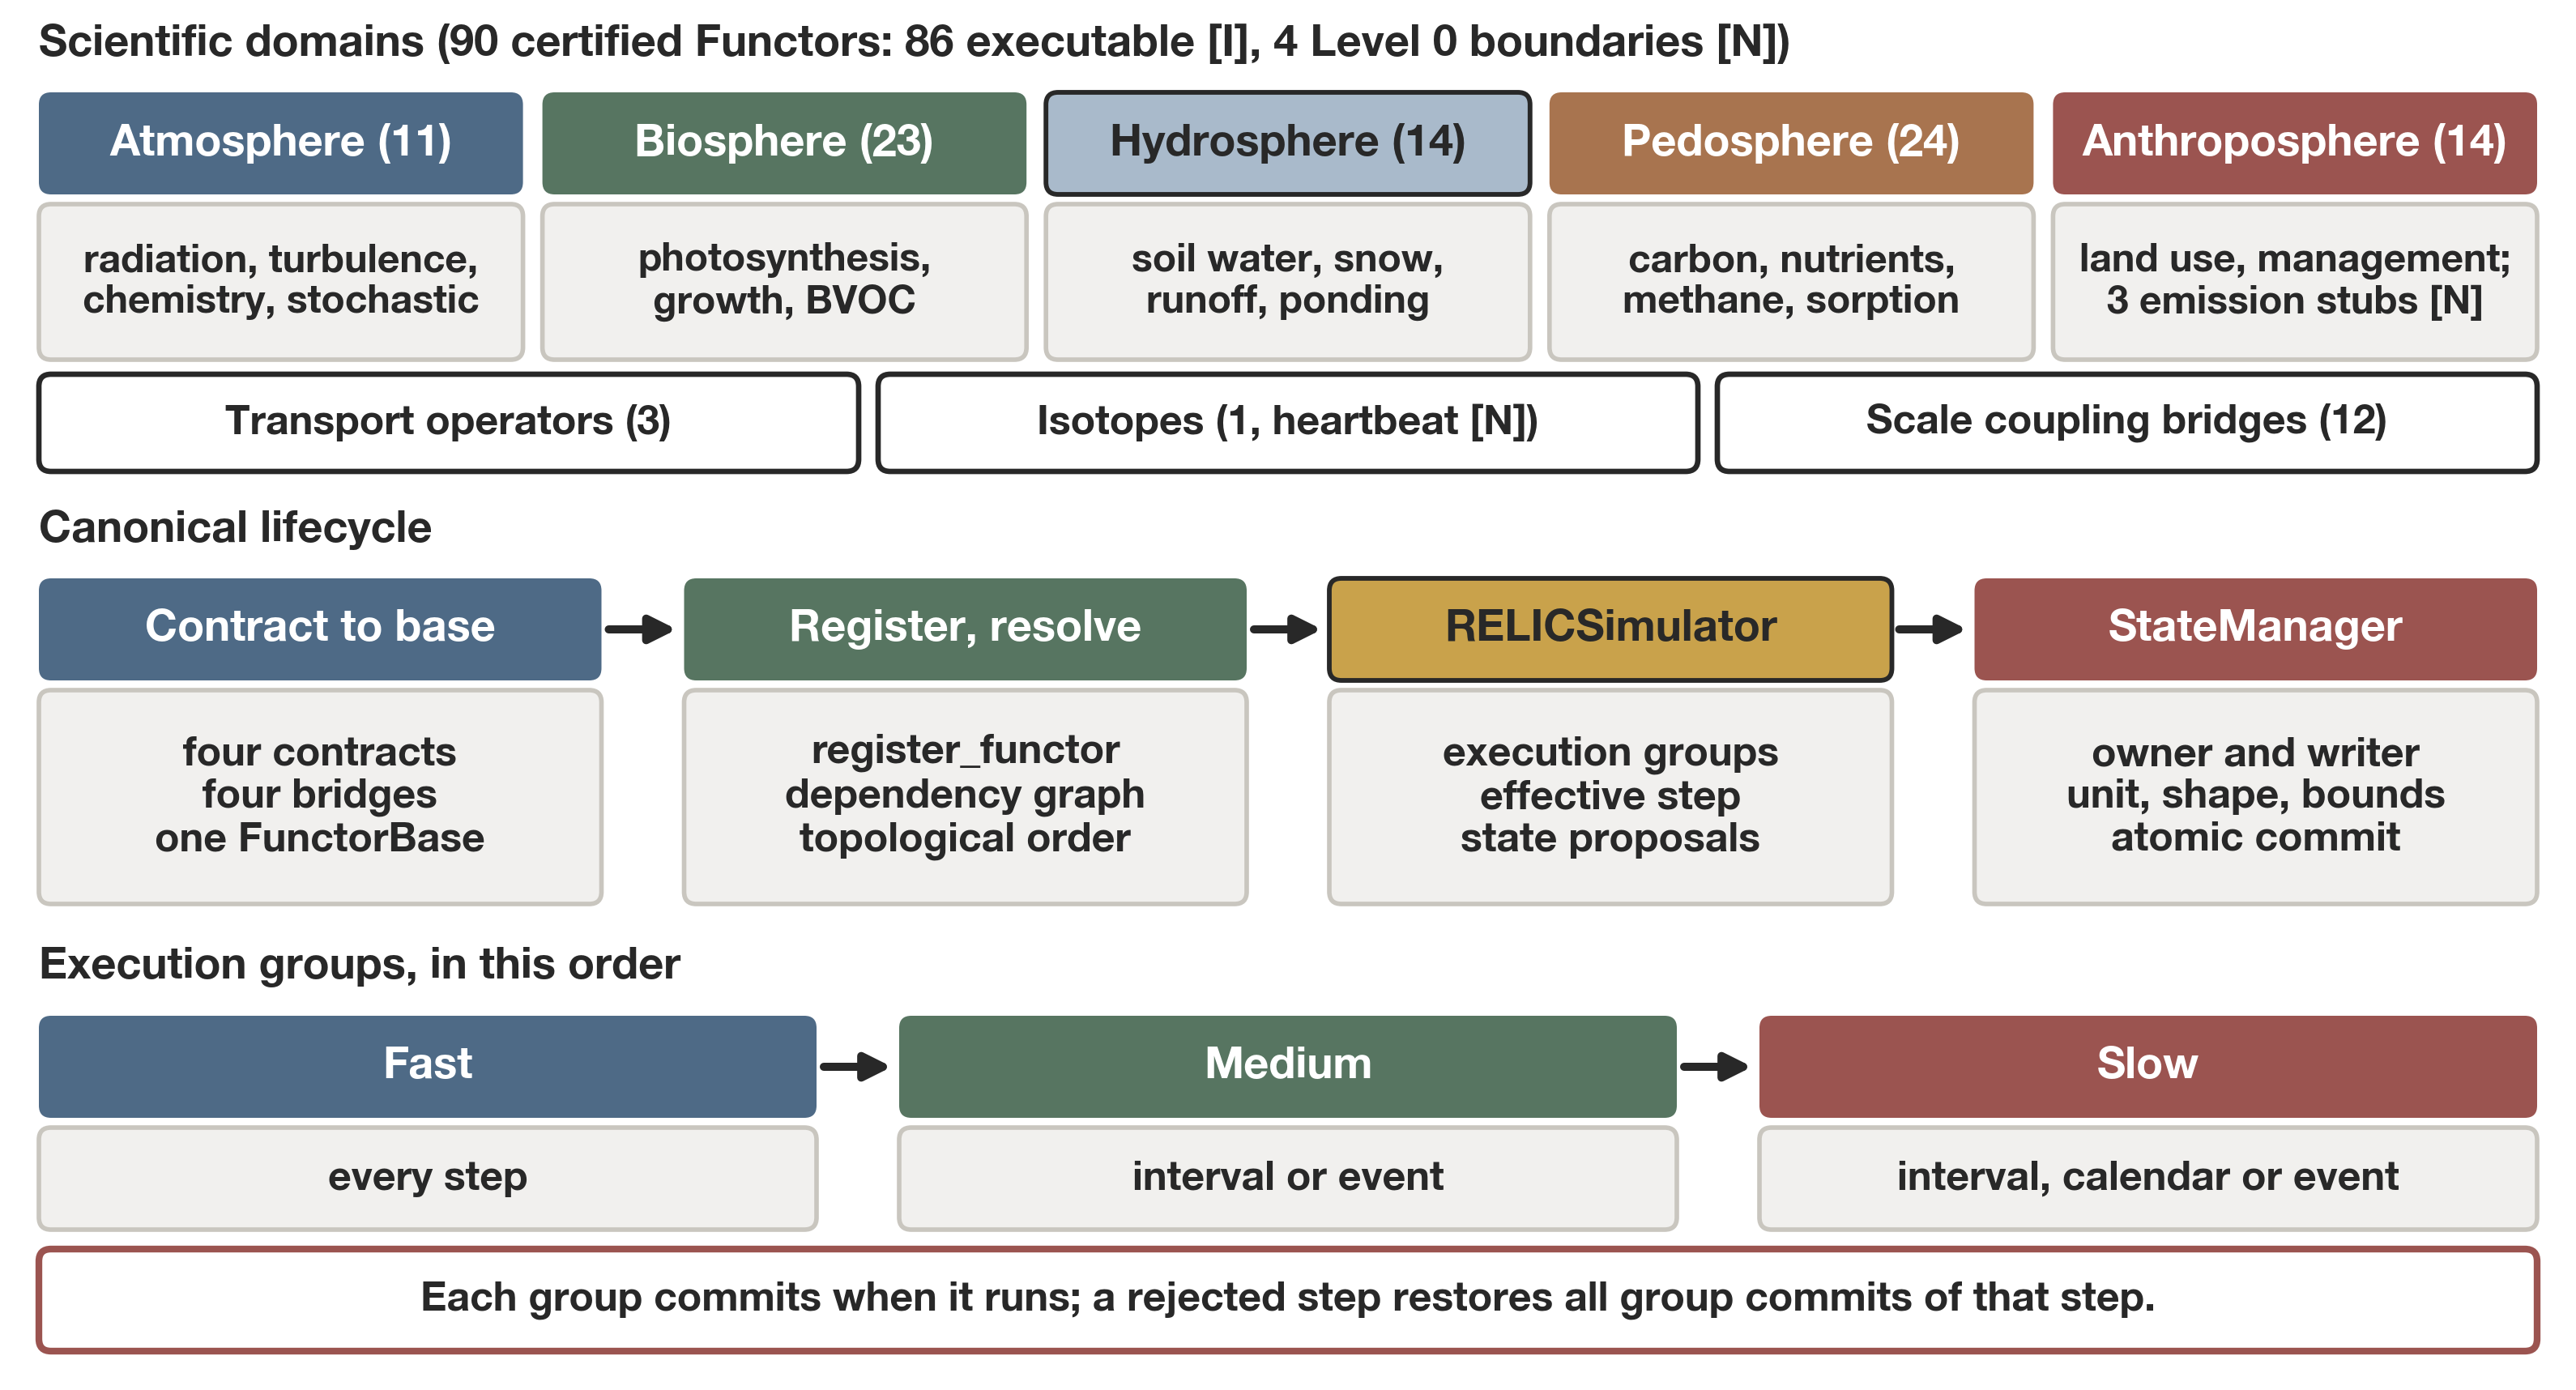 Scientific domains (90 certified Functors: 86 executable [I], 4 Level 0 boundaries [N])
Atmosphere (11)
radiation, turbulence,
chemistry, stochastic
Biosphere (23)
photosynthesis,
growth, BVOC
Hydrosphere (14)
soil water, snow,
runoff, ponding
Pedosphere (24)
carbon, nutrients,
methane, sorption
Anthroposphere (14)
land use, management;
3 emission stubs [N]
Transport operators (3)
Isotopes (1, heartbeat [N])
Scale coupling bridges (12)
Canonical lifecycle
Contract to base
four contracts
four bridges
one FunctorBase
Register, resolve
register_functor
dependency graph
topological order
RELICSimulator
execution groups
effective step
state proposals
StateManager
owner and writer
unit, shape, bounds
atomic commit
Execution groups, in this order
Fast
every step
Medium
interval or event
Slow
interval, calendar or event
Each group commits when it runs; a rejected step restores all group commits of that step.